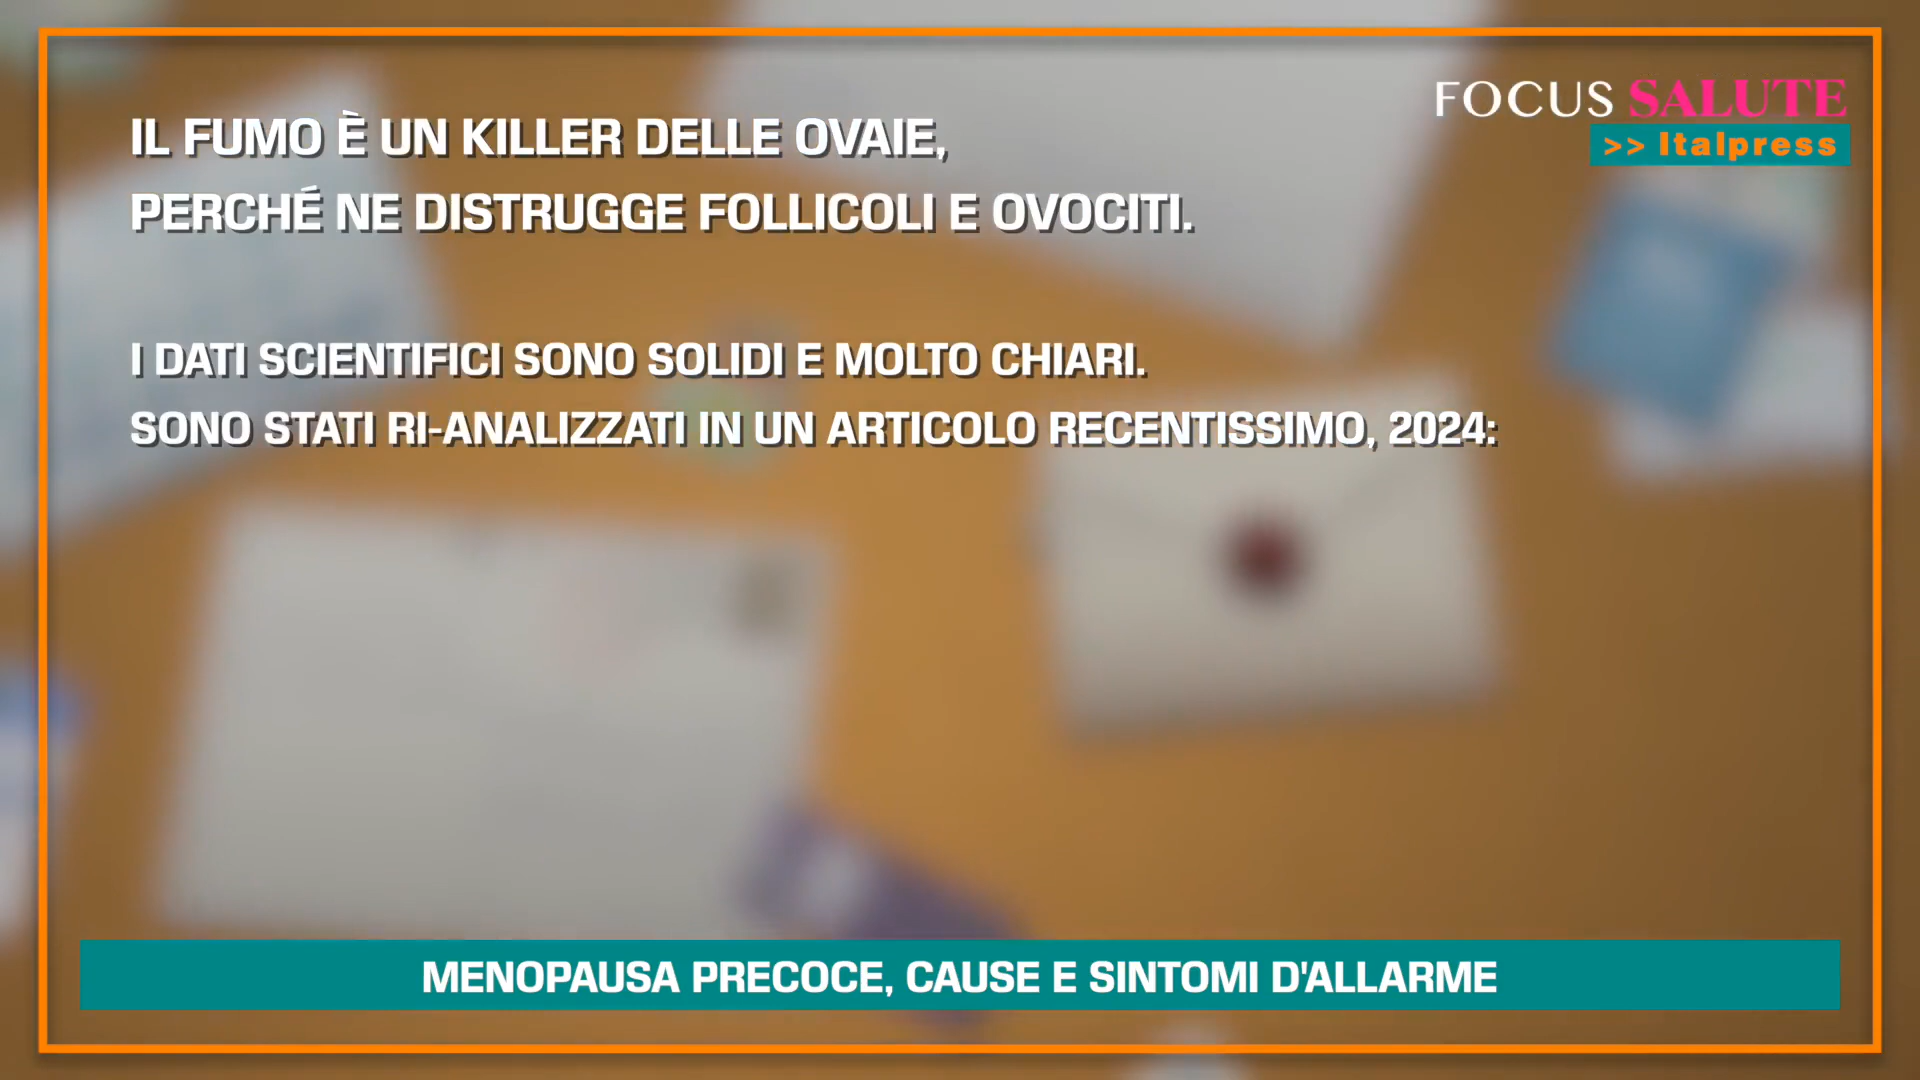 FOCUS SALUTE
>> Italpress
IL FUMO È UN KILLER DELLE OVAIE,
PERCHÉ NE DISTRUGGE FOLLICOLI E OVOCITI.
I DATI SCIENTIFICI SONO SOLIDI E MOLTO CHIARI.
SONO STATI RI-ANALIZZATI IN UN ARTICOLO RECENTISSIMO, 2024:
MENOPAUSA PRECOCE, CAUSE E SINTOMI D'ALLARME